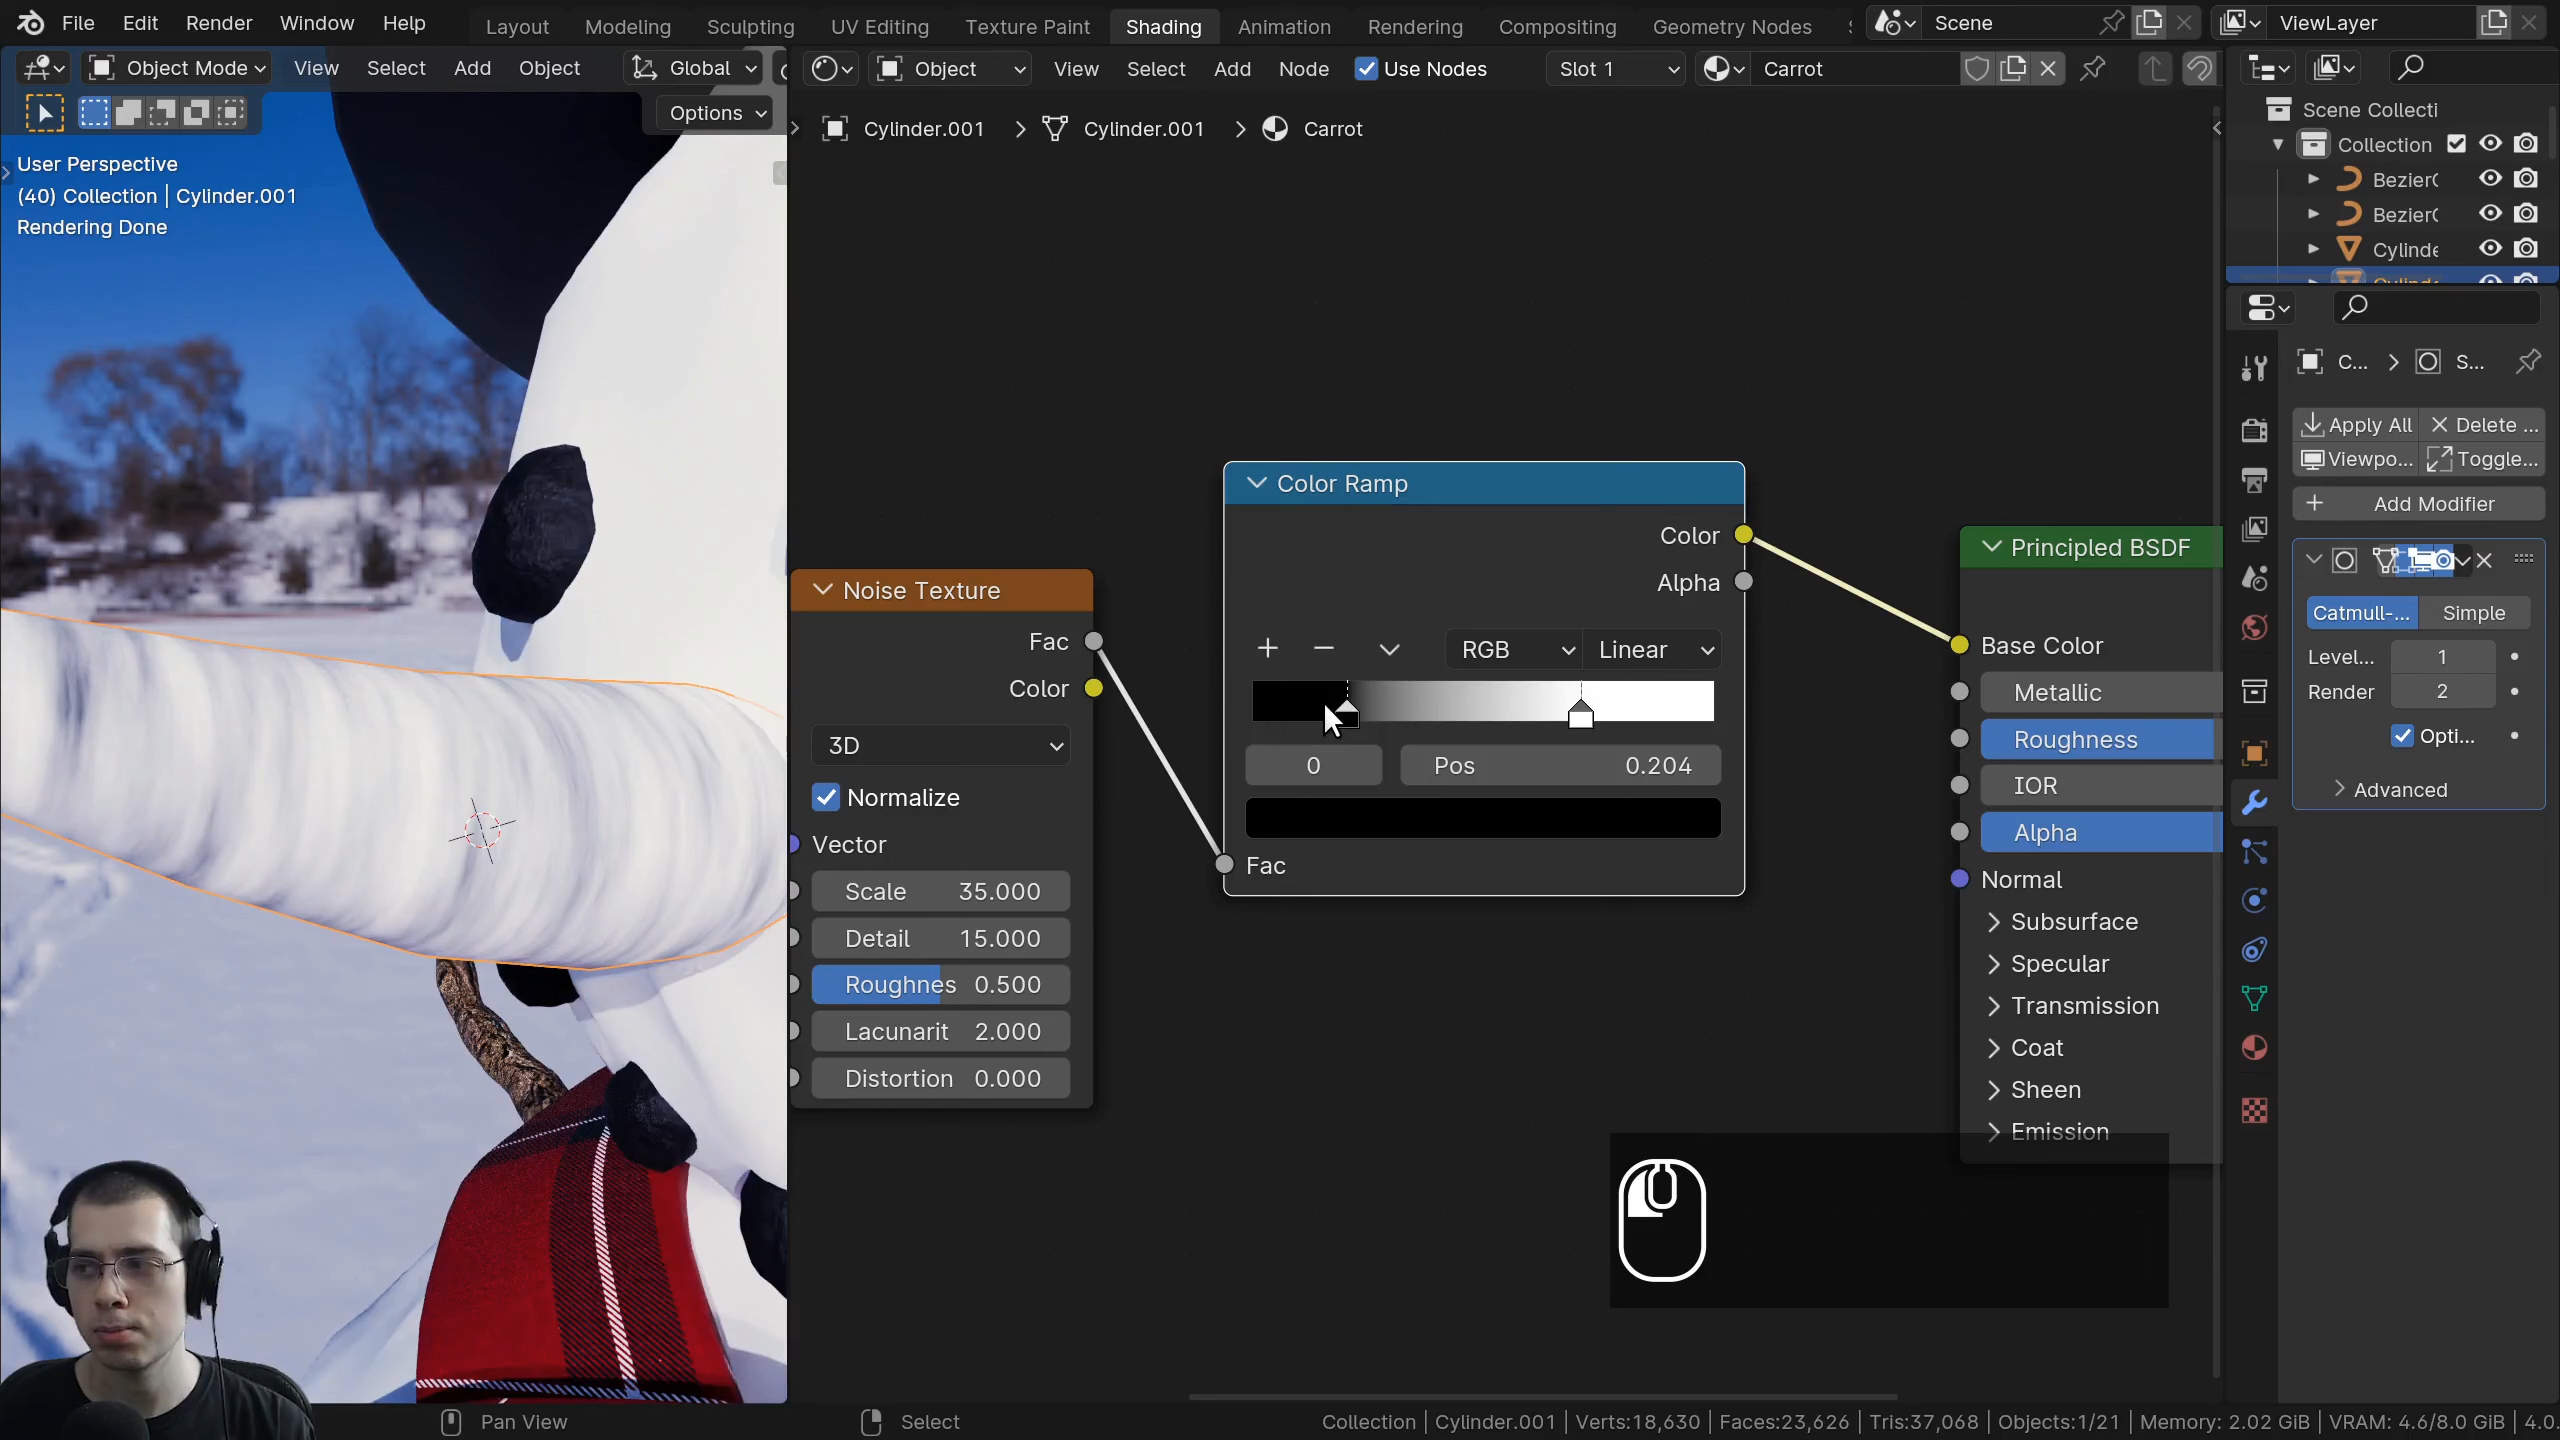 File Edit Render Window Help Layout Modeling Sculpting UV Editing Texture Paint Shading Animation Rendering Compositing Geometry Nodes Scene ViewLayer
Object Mode View Select Add Object Global
Object View Select Add Node Use Nodes Slot 1 Carrot
Options
Cylinder.001 Cylinder.001 Carrot
User Perspective
(40) Collection | Cylinder.001
Rendering Done
Noise Texture
Fac
Color
3D
Normalize
Vector
Scale 35.000
Detail 15.000
Roughnes 0.500
Lacunarit 2.000
Distortion 0.000
Color Ramp
Color
Alpha
RGB Linear
0 Pos 0.204
Fac
Principled BSDF
Base Color
Metallic
Roughness
IOR
Alpha
Normal
Subsurface
Specular
Transmission
Coat
Sheen
Emission
Scene Collecti
Collection
Bezier(
Bezier(
Cylinde
C... S...
Apply All Delete ...
Viewpo... Toggle...
Add Modifier
Catmull-... Simple
Level... 1
Render 2
Opti...
Advanced
Pan View Select Collection | Cylinder.001 | Verts:18,630 | Faces:23,626 | Tris:37,068 | Objects:1/21 | Memory: 2.02 GiB | VRAM: 4.6/8.0 GiB | 4.0.